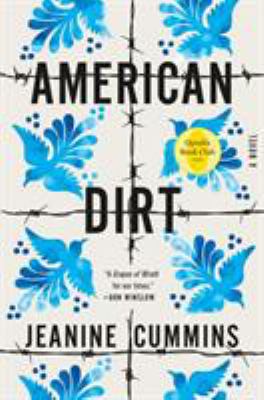 AMERICAN
Oprah's
Book Club
A NOVEL
DIRT
"A Grapes of Wrath
for our times."
—DON WINSLOW
JEANINE CUMMINS